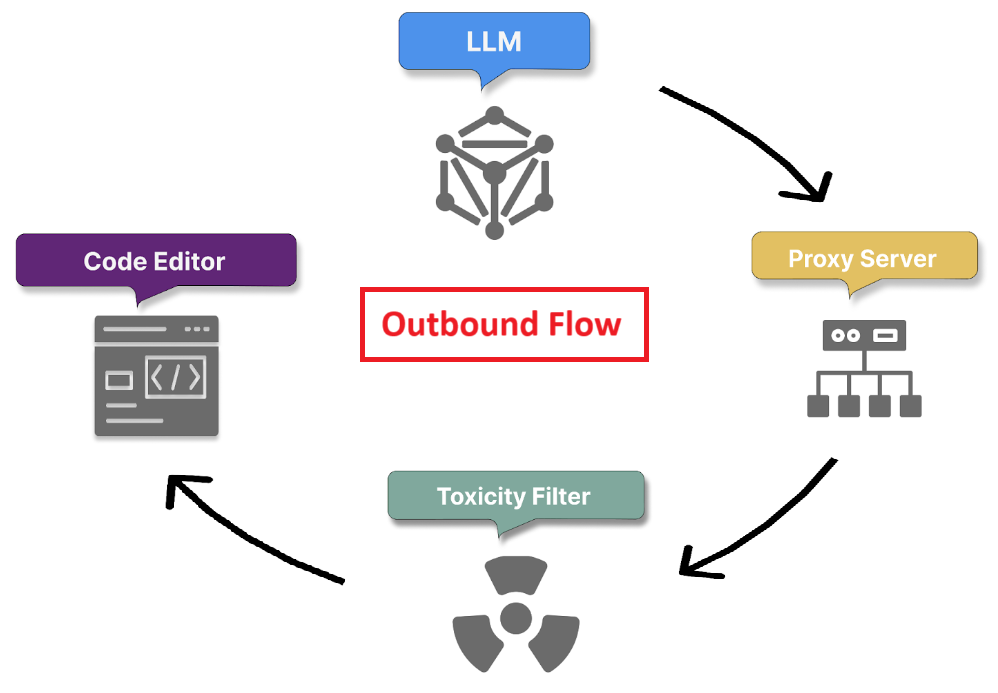 LLM
Code Editor
Proxy Server
Outbound Flow
</>
Toxicity Filter